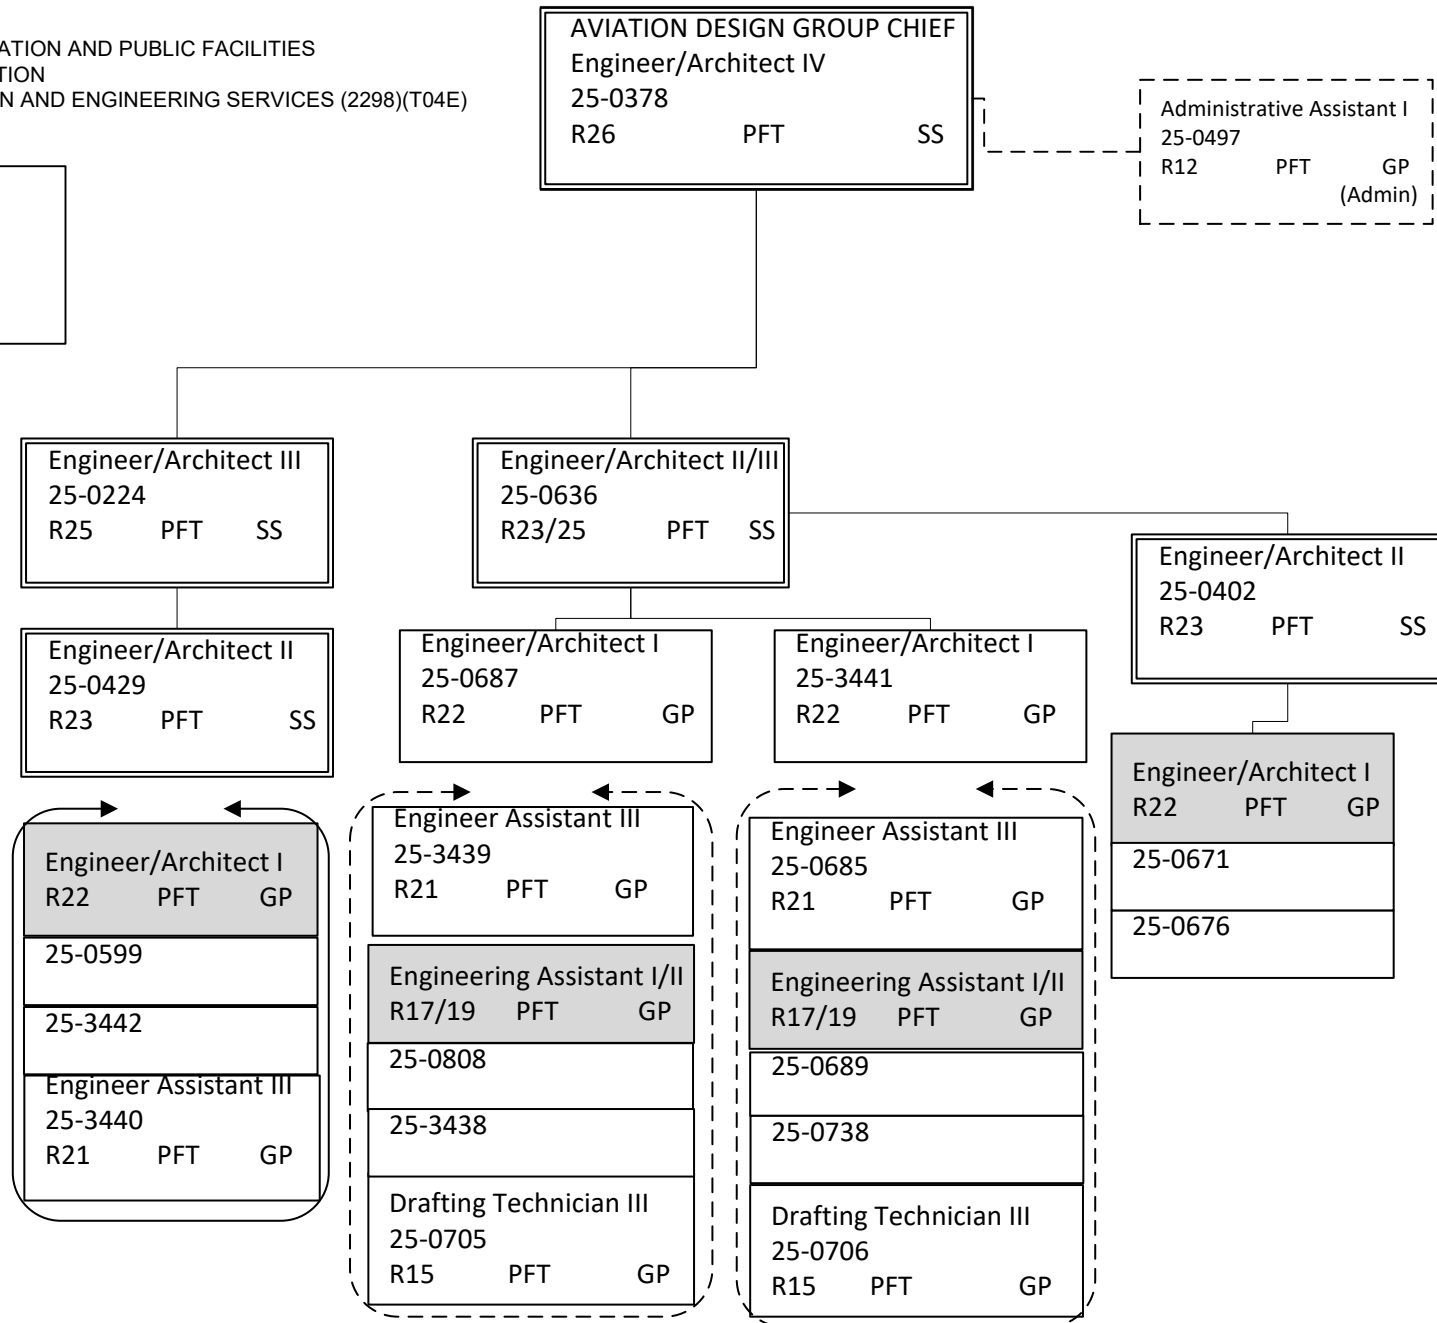 ATION AND PUBLIC FACILITIES
TION
N AND ENGINEERING SERVICES (2298)(T04E)
AVIATION DESIGN GROUP CHIEF
Engineer/Architect IV
25-0378
R26 PFT SS
Administrative Assistant I
25-0497
R12 PFT GP
(Admin)
Engineer/Architect III
25-0224
R25 PFT SS
Engineer/Architect II/III
25-0636
R23/25 PFT SS
Engineer/Architect II
25-0402
R23 PFT SS
Engineer/Architect II
25-0429
R23 PFT SS
Engineer/Architect I
25-0687
R22 PFT GP
Engineer/Architect I
25-3441
R22 PFT GP
Engineer/Architect I
R22 PFT GP
25-0671
25-0676
Engineer/Architect I
R22 PFT GP
25-0599
25-3442
Engineer Assistant III
25-3440
R21 PFT GP
Engineer Assistant III
25-3439
R21 PFT GP
Engineering Assistant I/II
R17/19 PFT GP
25-0808
25-3438
Drafting Technician III
25-0705
R15 PFT GP
Engineer Assistant III
25-0685
R21 PFT GP
Engineering Assistant I/II
R17/19 PFT GP
25-0689
25-0738
Drafting Technician III
25-0706
R15 PFT GP